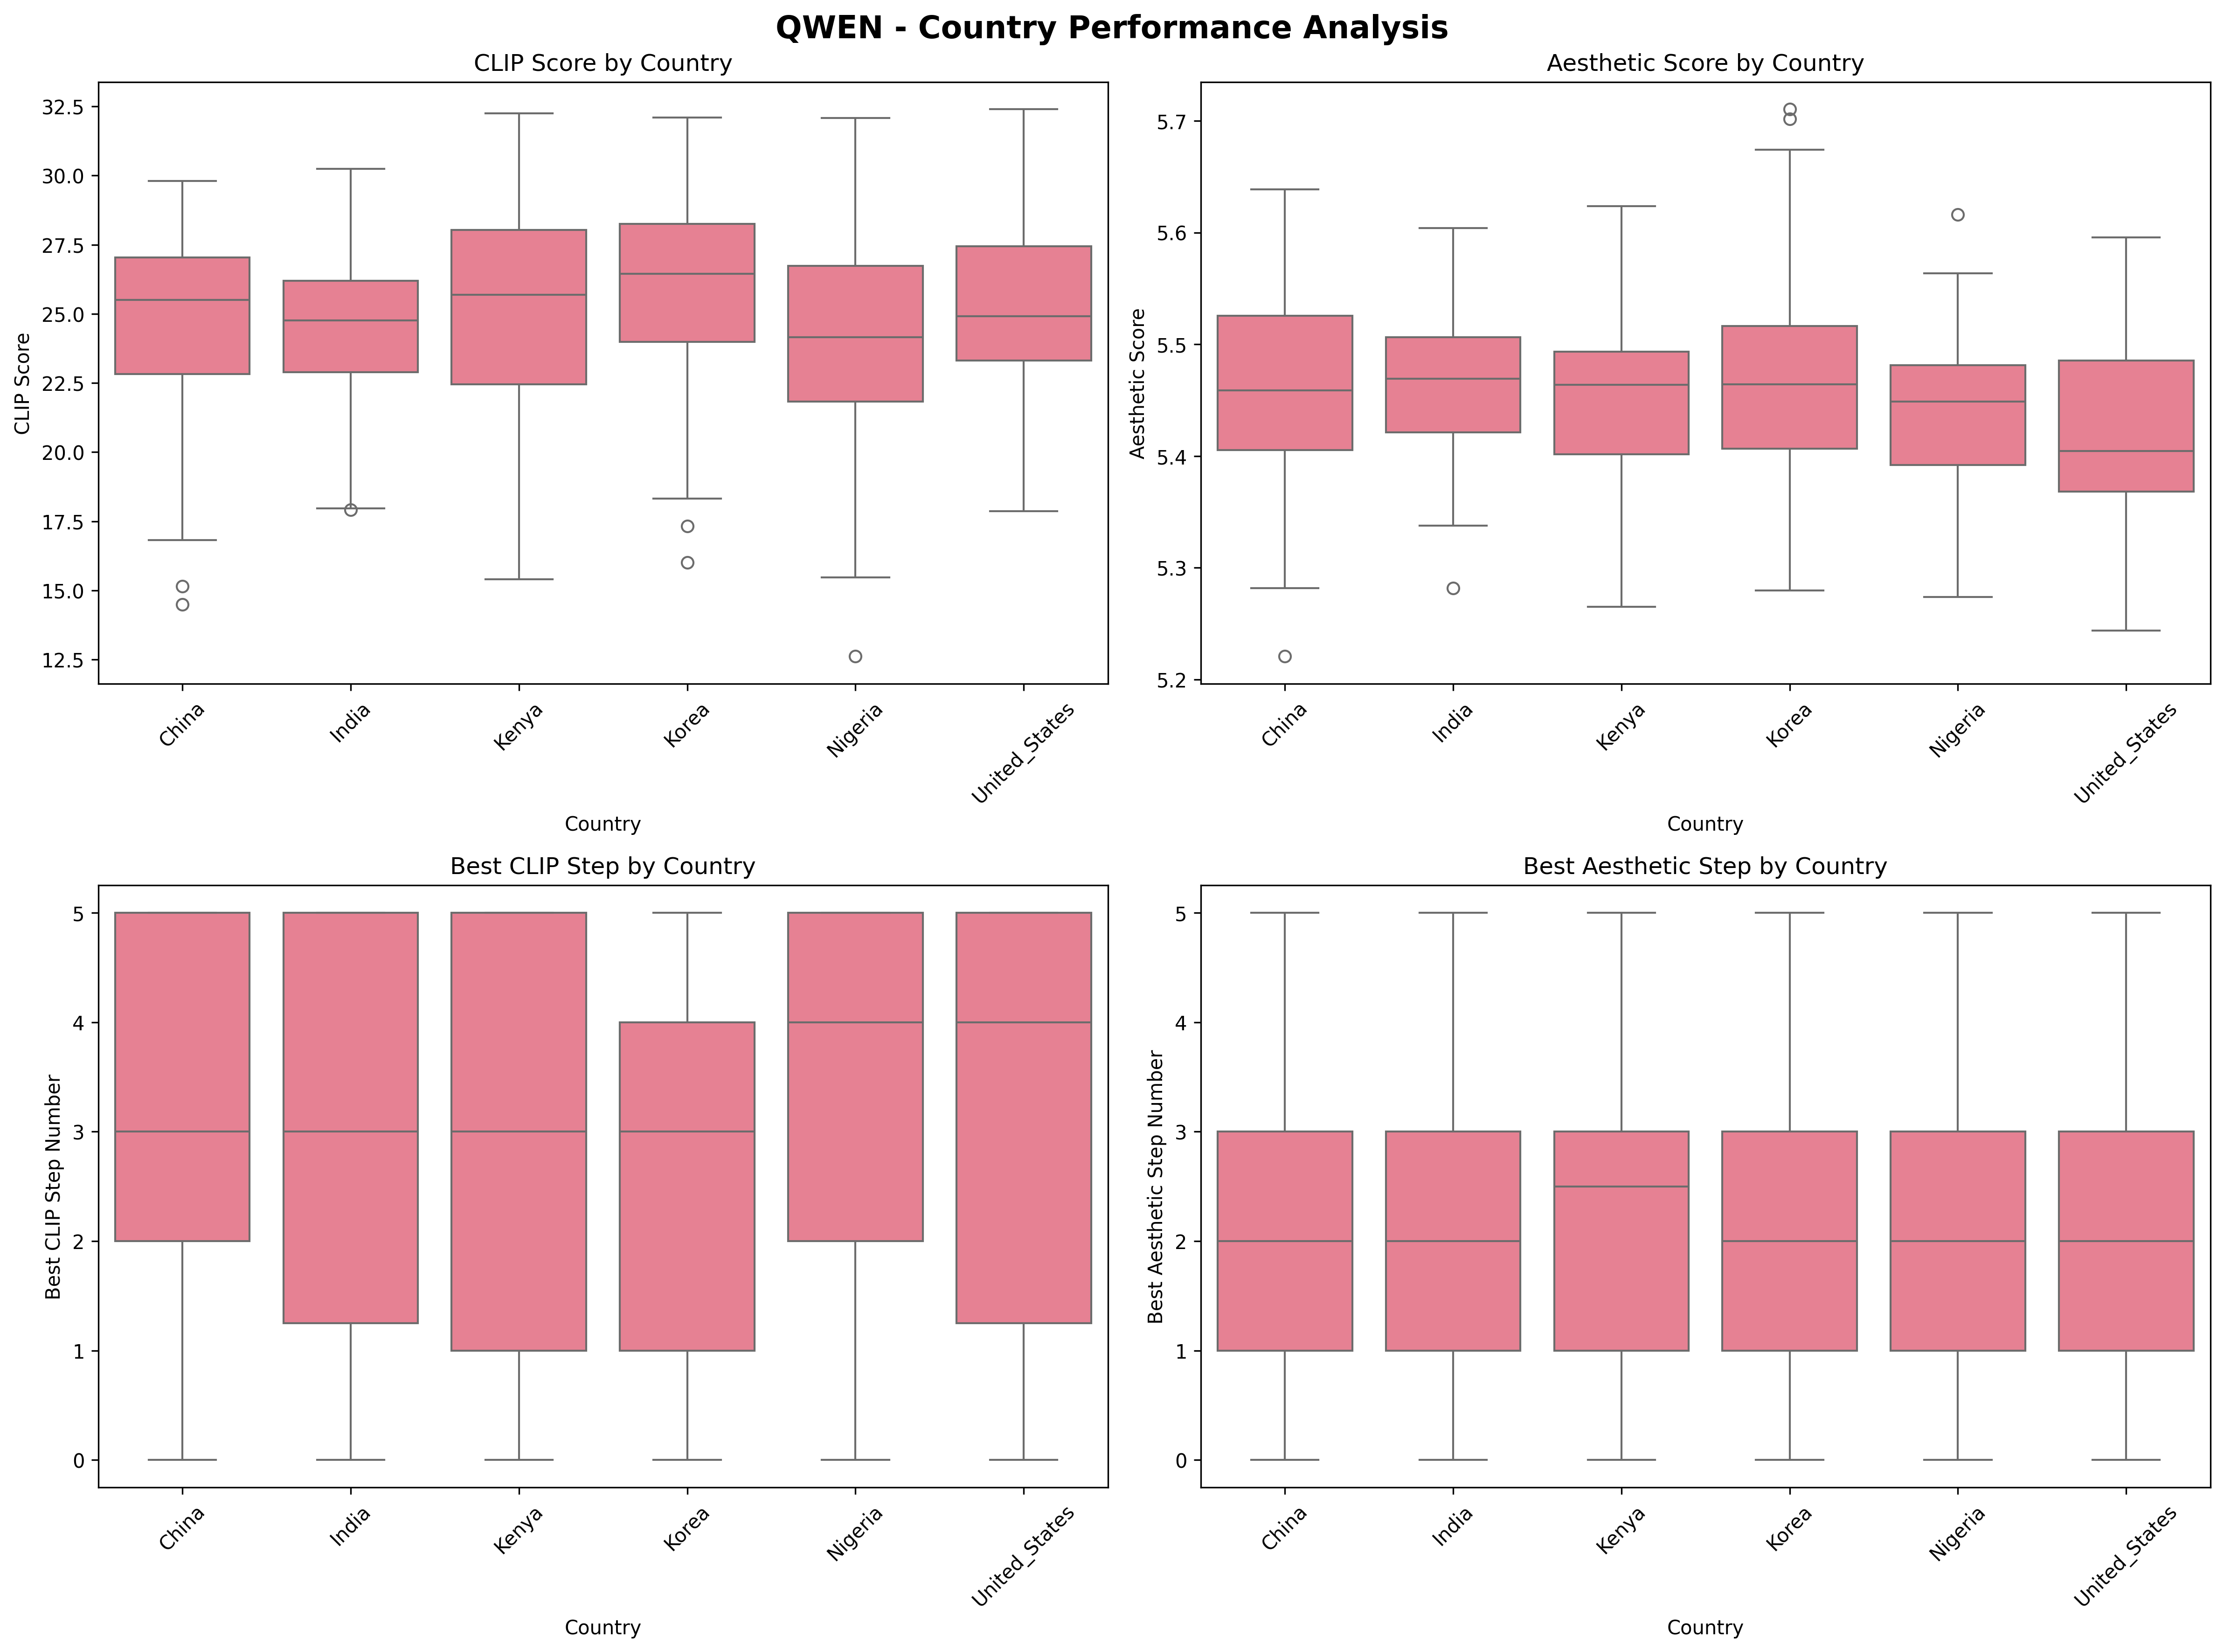 QWEN - Country Performance Analysis
CLIP Score by Country
CLIP Score
32.5
30.0
27.5
25.0
22.5
20.0
17.5
15.0
12.5
China
India
Kenya
Korea
Nigeria
United_States
Country
Aesthetic Score by Country
Aesthetic Score
5.7
5.6
5.5
5.4
5.3
5.2
China
India
Kenya
Korea
Nigeria
United_States
Country
Best CLIP Step by Country
Best CLIP Step Number
5
4
3
2
1
0
China
India
Kenya
Korea
Nigeria
United_States
Country
Best Aesthetic Step by Country
Best Aesthetic Step Number
5
4
3
2
1
0
China
India
Kenya
Korea
Nigeria
United_States
Country